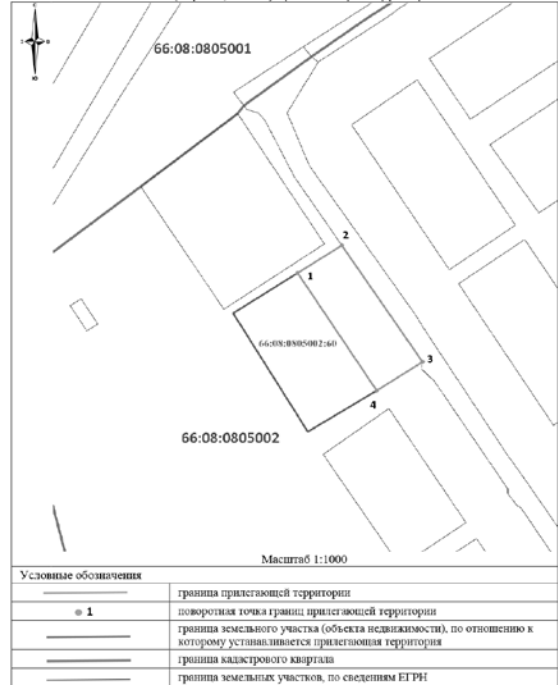 66:08:0805001
2
1
66:08:0805002:60
3
4
66:08:0805002
Масштаб 1:1000
Условные обозначения
граница прилегающей территории
1 поворотная точка границ прилегающей территории
граница земельного участка (объекта недвижимости), по отношению к
которому устанавливается прилегающая территория
граница кадастрового квартала
граница земельных участков, по сведениям ЕГРН